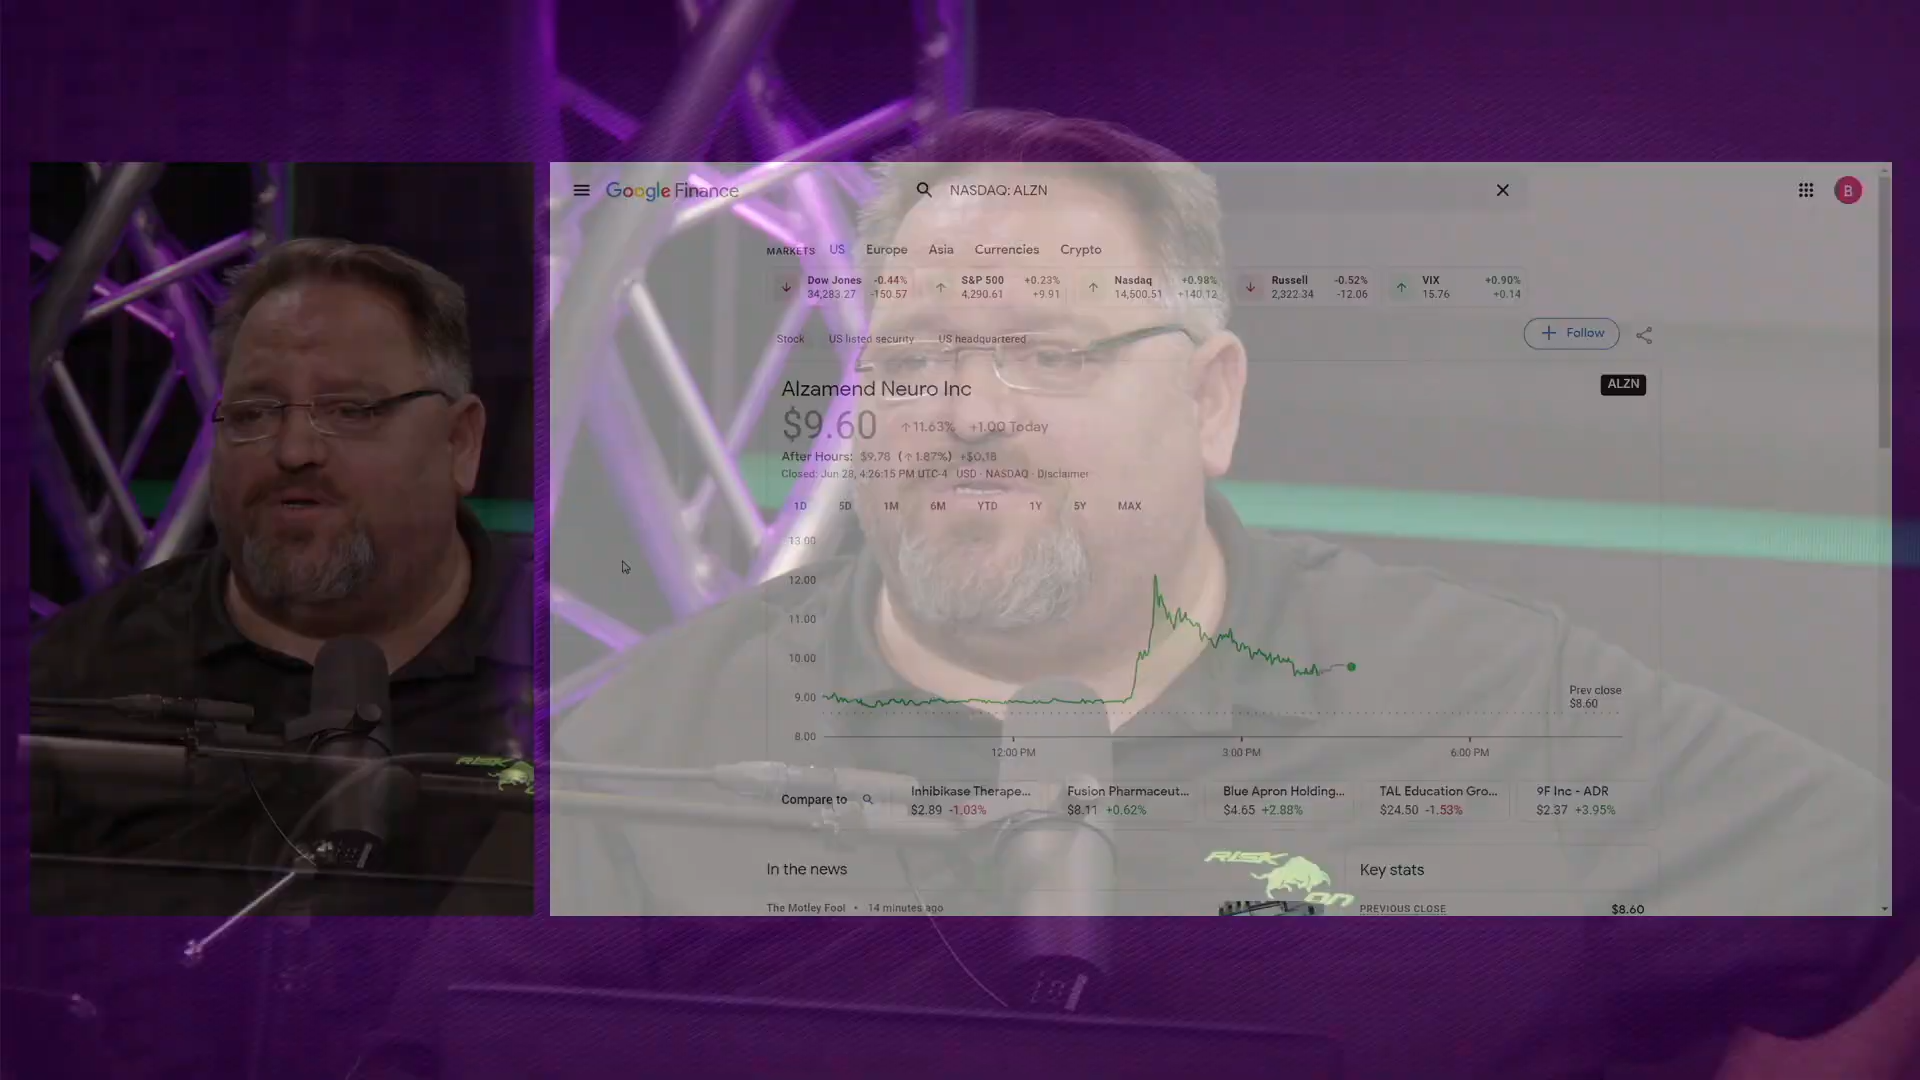 Google Finance
NASDAQ: ALZN
B
MARKETS US Europe Asia Currencies Crypto
Dow Jones -0.44%
34,283.27 -150.57
S&P 500 +0.23%
4,290.61 +9.91
Nasdaq +0.98%
14,500.51 +140.12
Russell -0.52%
2,322.34 -12.06
VIX +0.90%
15.76 +0.14
Stock US listed security US headquartered
+ Follow
Alzamend Neuro Inc
ALZN
$9.60 ↑11.63% +1.00 Today
After Hours: $9.78 (↑1.87%) +$0.18
Closed: Jun 28, 4:26:15 PM UTC-4 USD · NASDAQ · Disclaimer
1D 5D 1M 6M YTD 1Y 5Y MAX
13.00
12.00
11.00
10.00
9.00
8.00
Prev close
$8.60
12:00 PM 3:00 PM 6:00 PM
Compare to
Inhibikase Therape...
$2.89 -1.03%
Fusion Pharmaceut...
$8.11 +0.62%
Blue Apron Holding...
$4.65 +2.88%
TAL Education Gro...
$24.50 -1.53%
9F Inc - ADR
$2.37 +3.95%
In the news
RISK
ON
Key stats
The Motley Fool • 14 minutes ago
PREVIOUS CLOSE $8.60